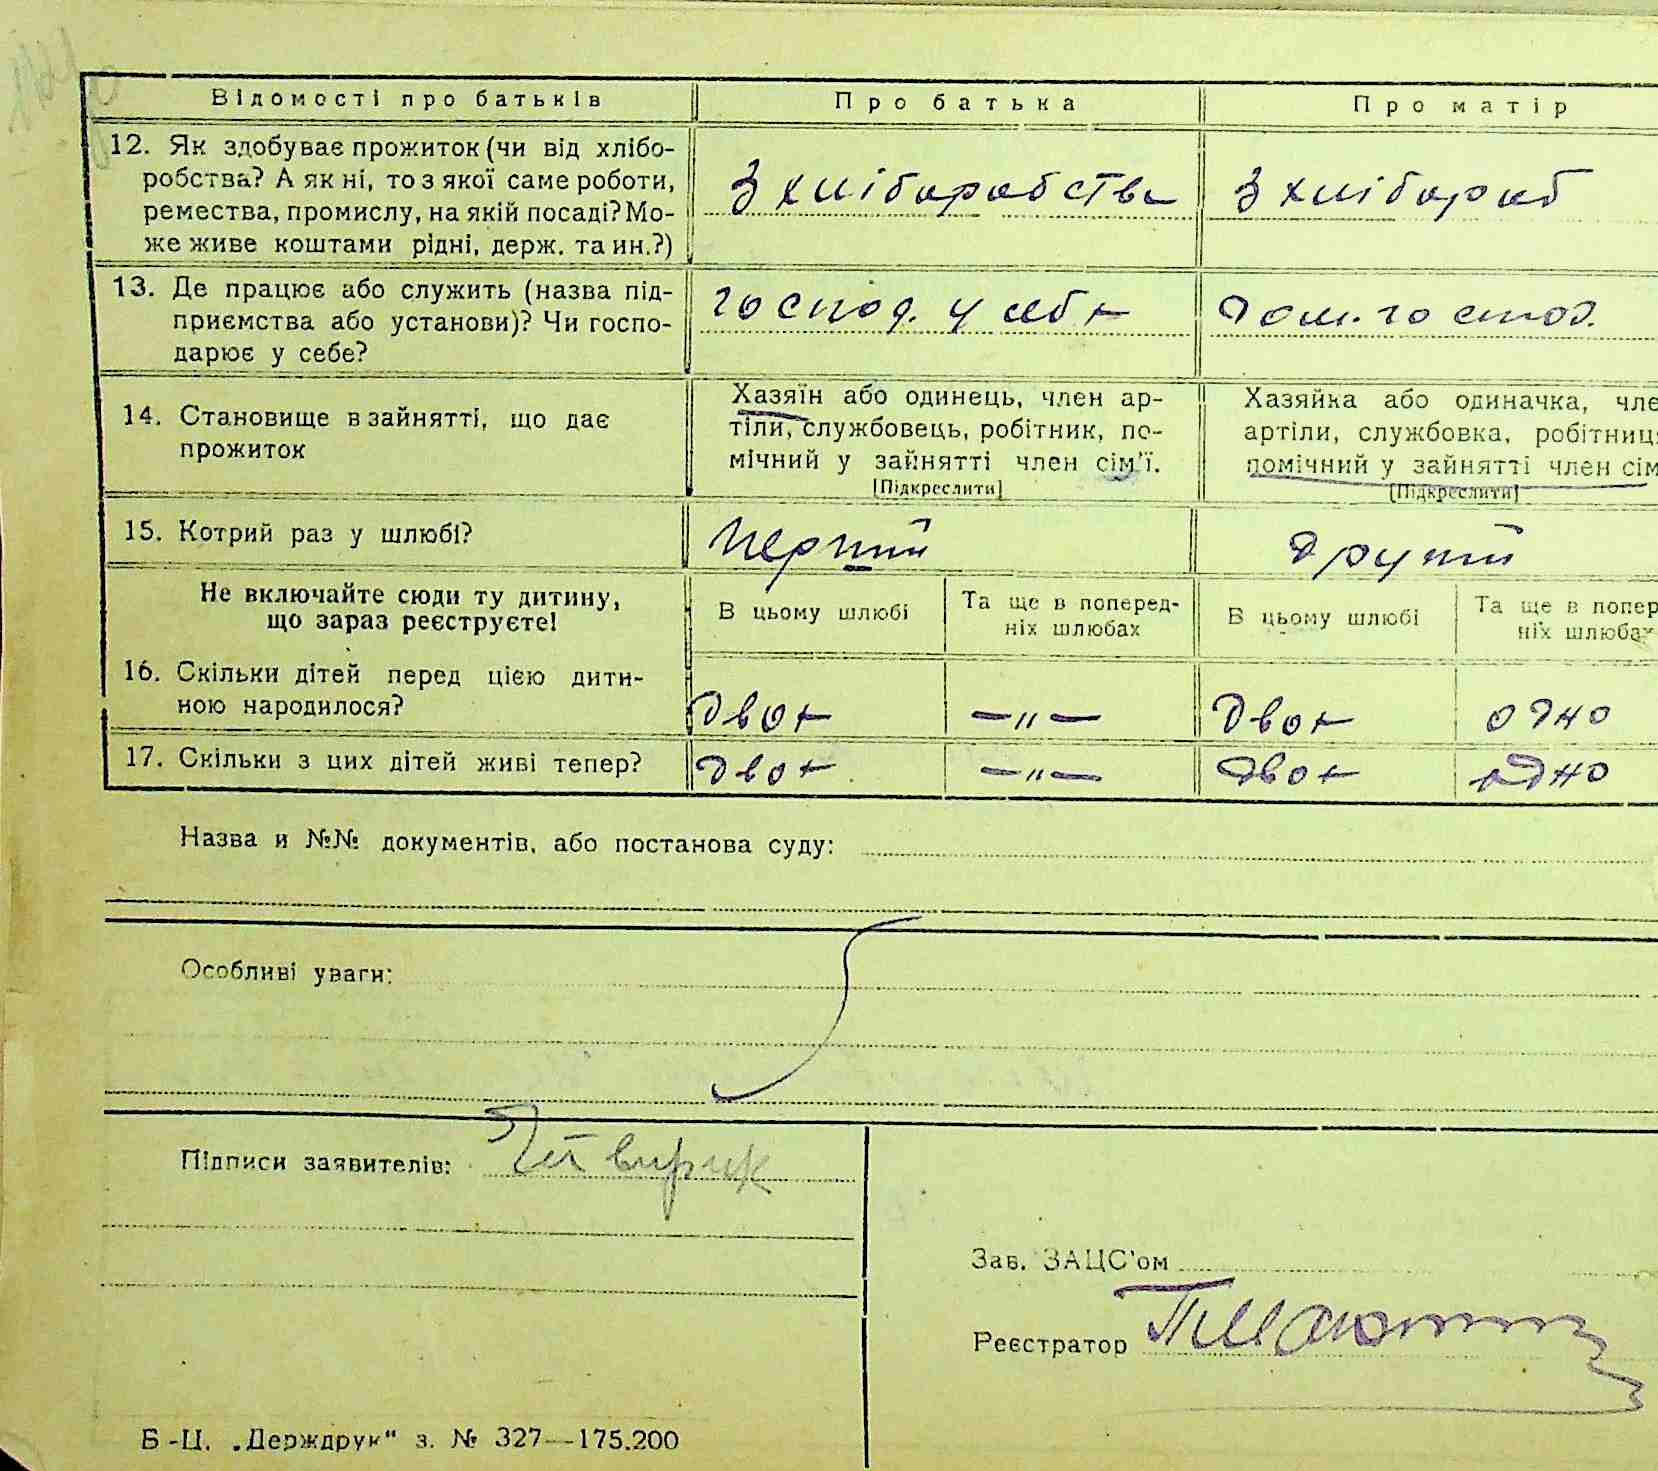 Відомості про батьків Про батька Про матір
12. Як здобуває прожиток (чи від хлібо-
робства? А як ні, то з якої саме роботи,
ремества, промислу, на якій посаді? Мо-
же живе коштами рідні, держ. та ин.?)
З хліборобства З хлібороб
13. Де працює або служить (назва під-
приємства або установи)? Чи госпо-
дарює у себе?
господ. у себе Дом. господ.
14. Становище в зайнятті, що дає
прожиток
Хазяїн або одинець, член ар-
тіли, службовець, робітник, по-
мічний у зайнятті член сім'ї.
[Підкреслити]
Хазяйка або одиначка, чле
артіли, службовка, робітниц
помічний у зайнятті член сім
[Підкреслити]
15. Котрий раз у шлюбі? другий
Не включайте сюди ту дитину,
що зараз реєструєте!
В цьому шлюбі Та ще в поперед-
ніх шлюбах В цьому шлюбі Та ще в попер
ніх шлюбах
16. Скільки дітей перед цією дити-
ною народилося?
двоє —"— Двоє одно
17. Скільки з цих дітей живі тепер? двоє —"— Двоє одно
Назва и №№ документів, або постанова суду:
Особливі уваги:
Підписи заявителів:
Зав. ЗАЦС'ом
Реєстратор
Б-Ц. „Держдрук" з. № 327—175.200